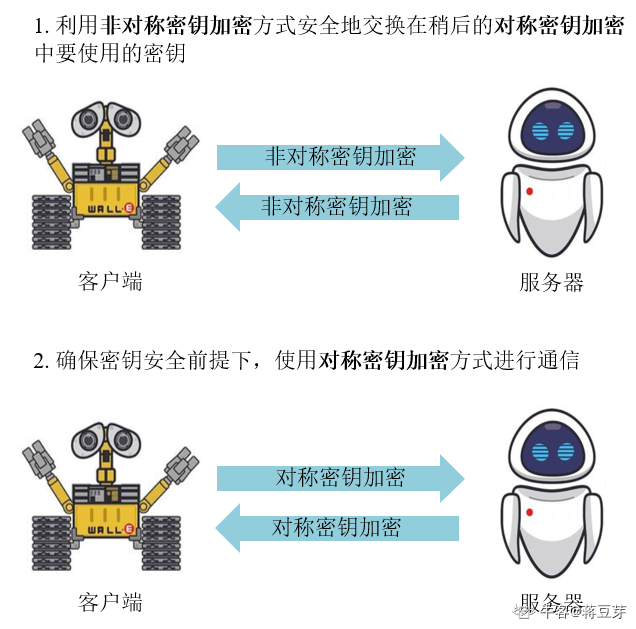 1. 利用非对称密钥加密方式安全地交换在稍后的对称密钥加密
中要使用的密钥
非对称密钥加密
非对称密钥加密
WALL·E
客户端
服务器
2. 确保密钥安全前提下，使用对称密钥加密方式进行通信
对称密钥加密
对称密钥加密
WALL·E
客户端
服务器
牛客@蒋豆芽